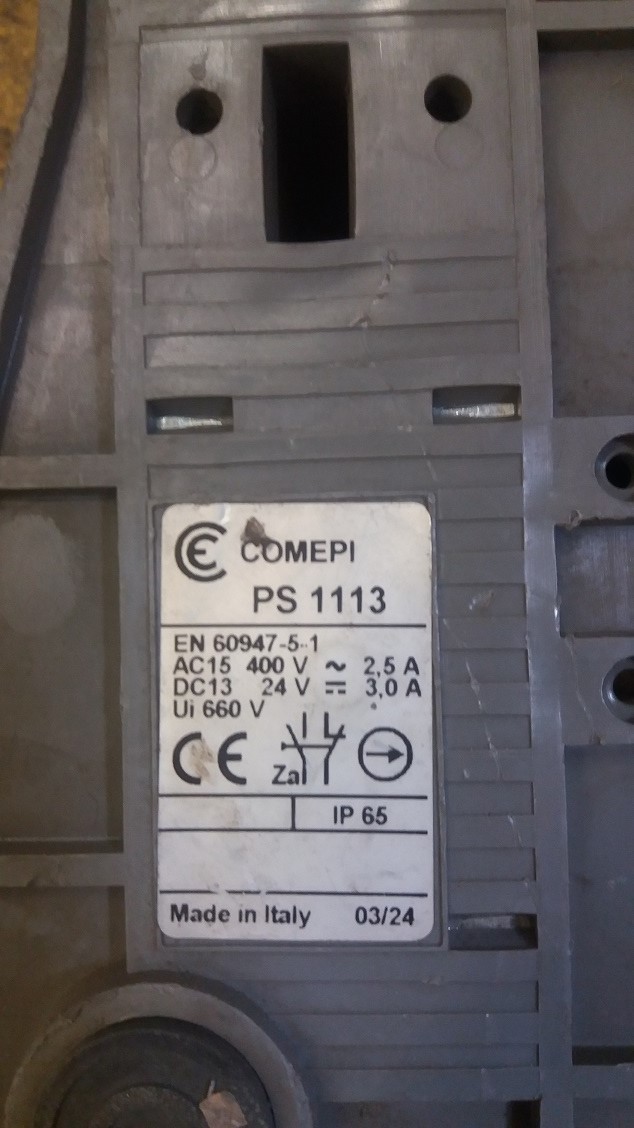 COMEPI
PS 1113
EN 60947-5-1
AC15 400 V ~ 2,5 A
DC13 24 V ⎓ 3,0 A
Ui 660 V
CE Za
IP 65
Made in Italy 03/24